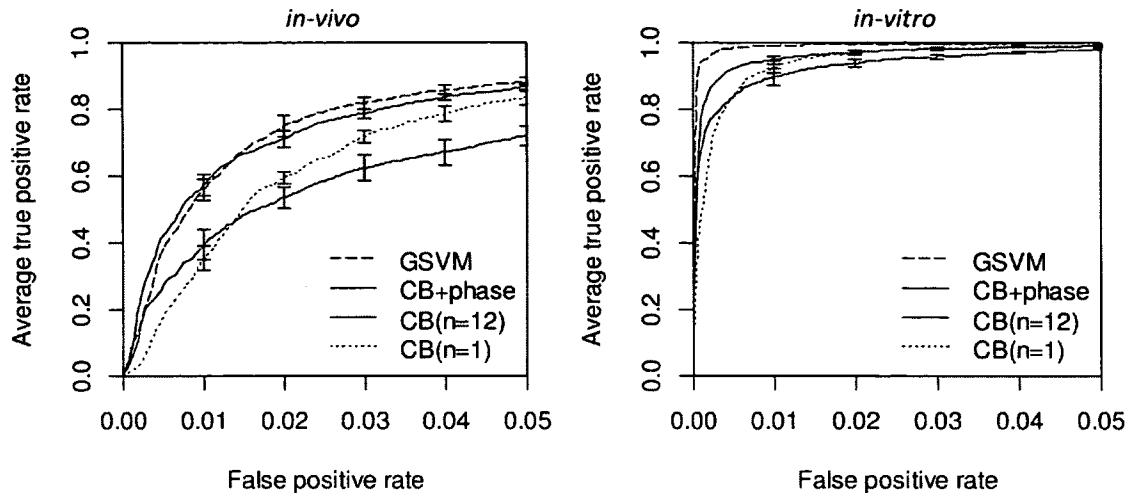 in-vivo
Average true positive rate
1.0
0.8
0.6
0.4
0.2
0.0
GSVM
CB+phase
CB(n=12)
CB(n=1)
0.00 0.01 0.02 0.03 0.04 0.05
False positive rate
in-vitro
Average true positive rate
1.0
0.8
0.6
0.4
0.2
0.0
GSVM
CB+phase
CB(n=12)
CB(n=1)
0.00 0.01 0.02 0.03 0.04 0.05
False positive rate